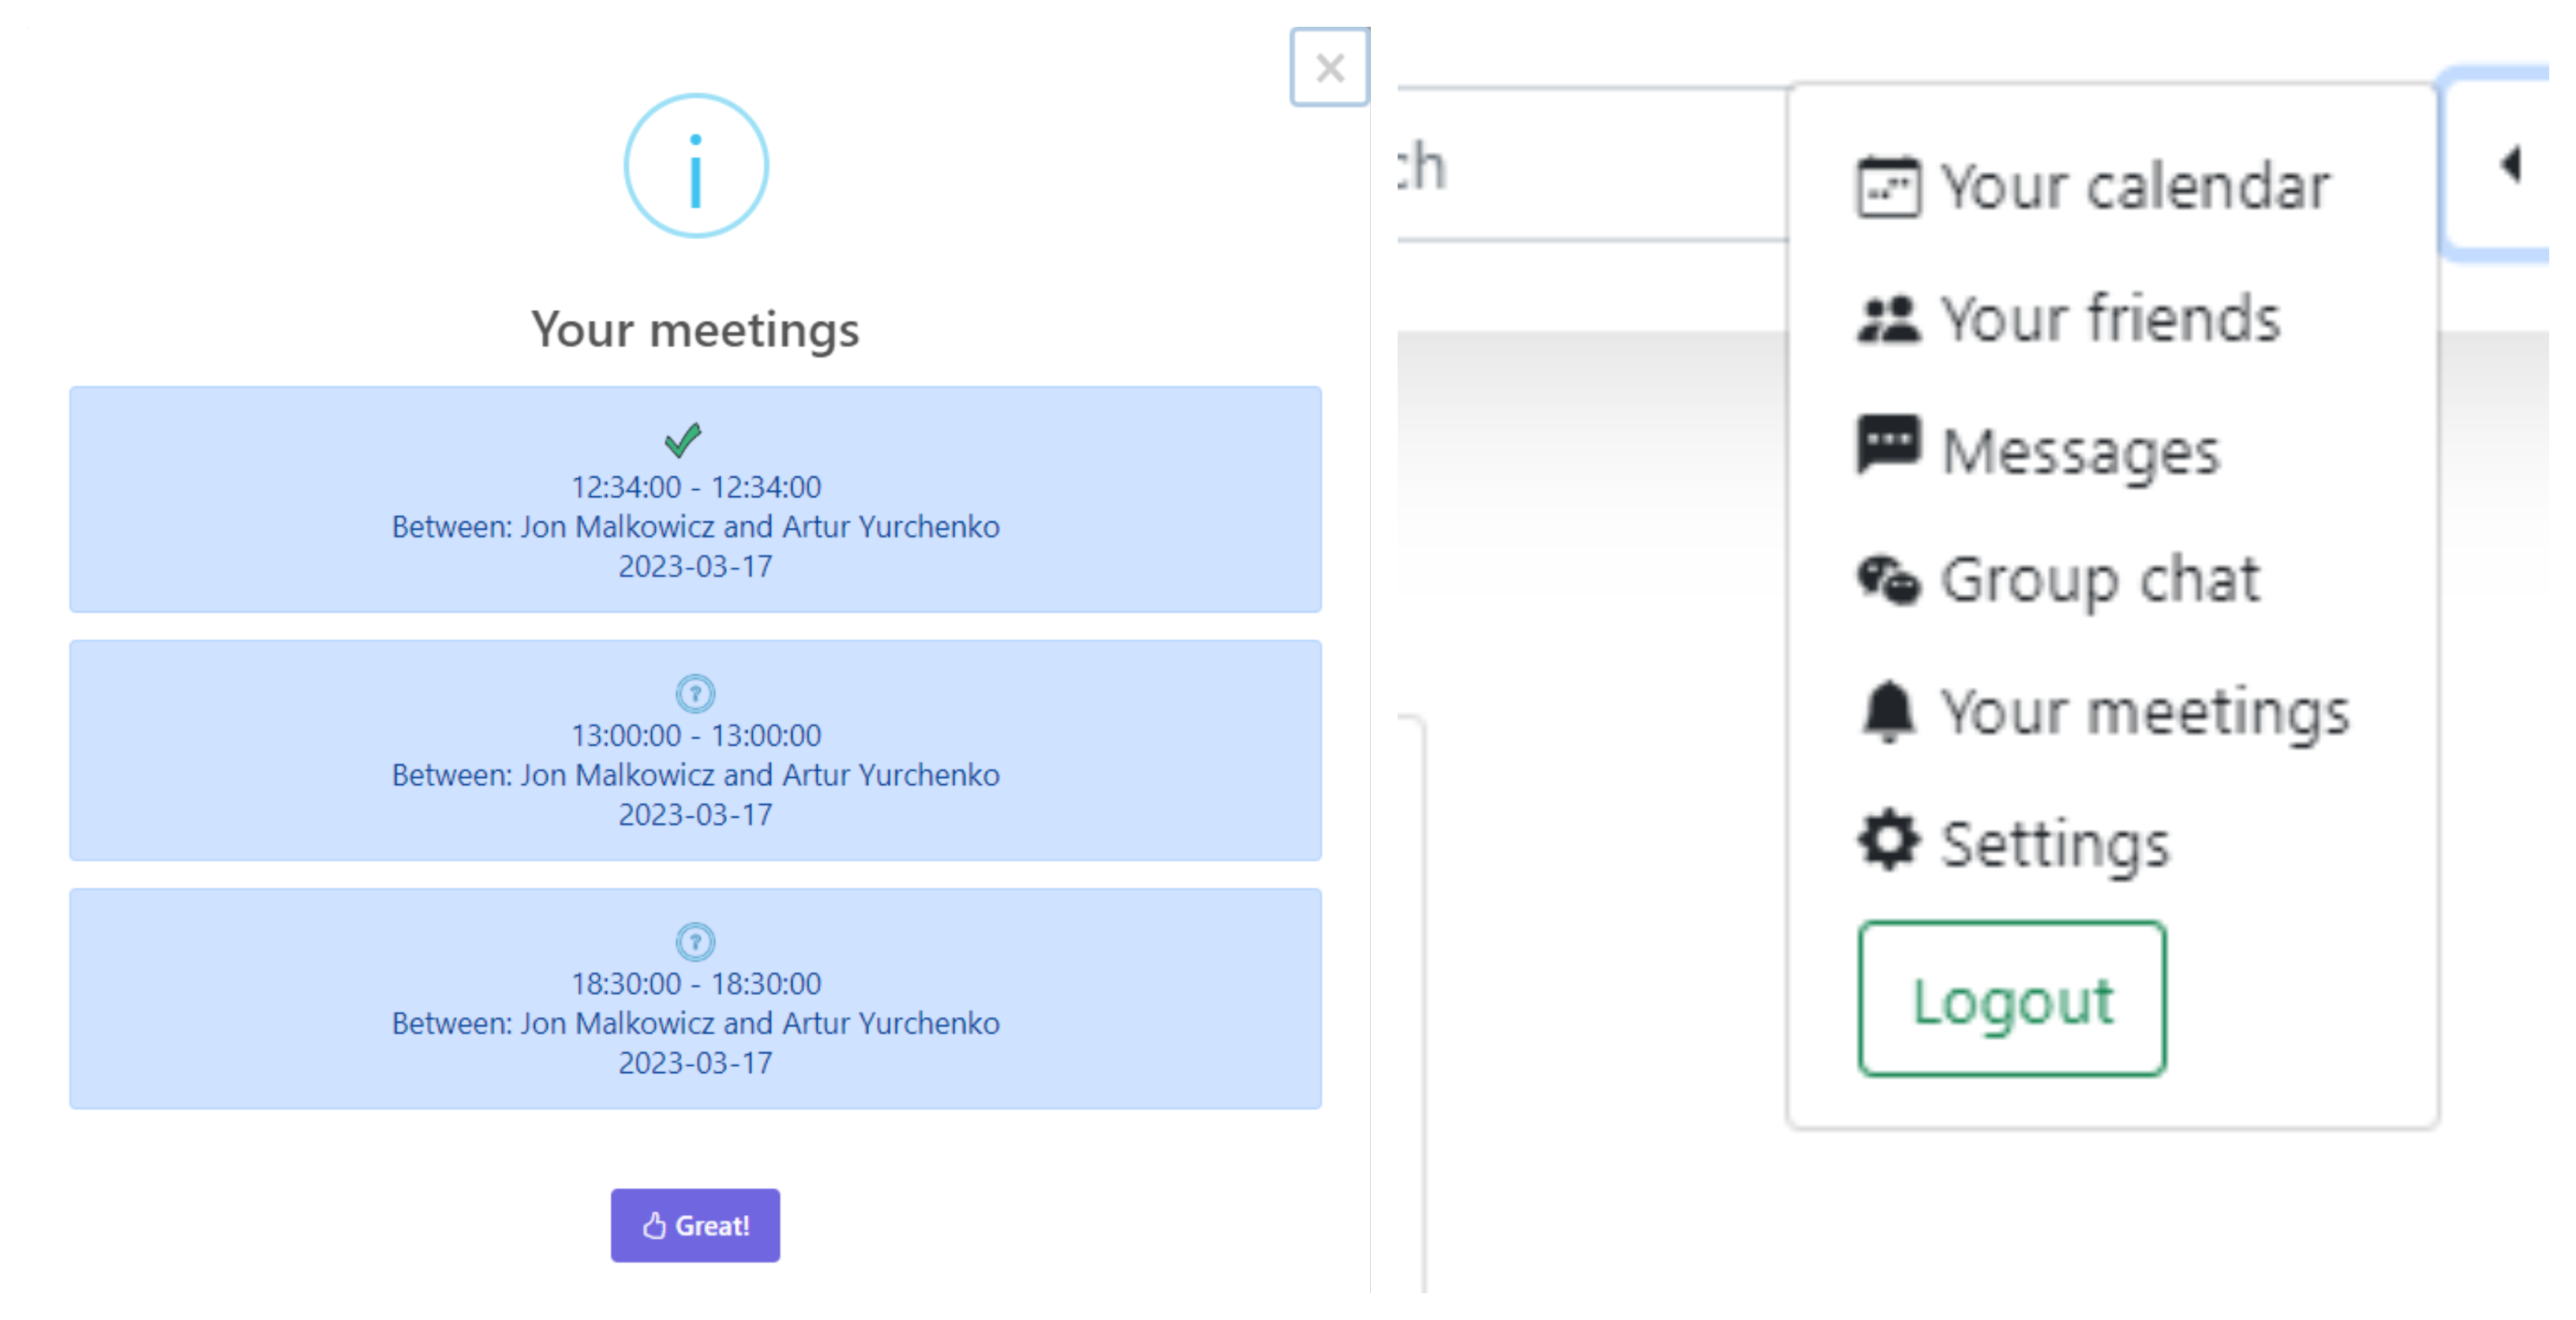 Your meetings
12:34:00 - 12:34:00
Between: Jon Malkowicz and Artur Yurchenko
2023-03-17
13:00:00 - 13:00:00
Between: Jon Malkowicz and Artur Yurchenko
2023-03-17
18:30:00 - 18:30:00
Between: Jon Malkowicz and Artur Yurchenko
2023-03-17
Great!
ch
Your calendar
Your friends
Messages
Group chat
Your meetings
Settings
Logout